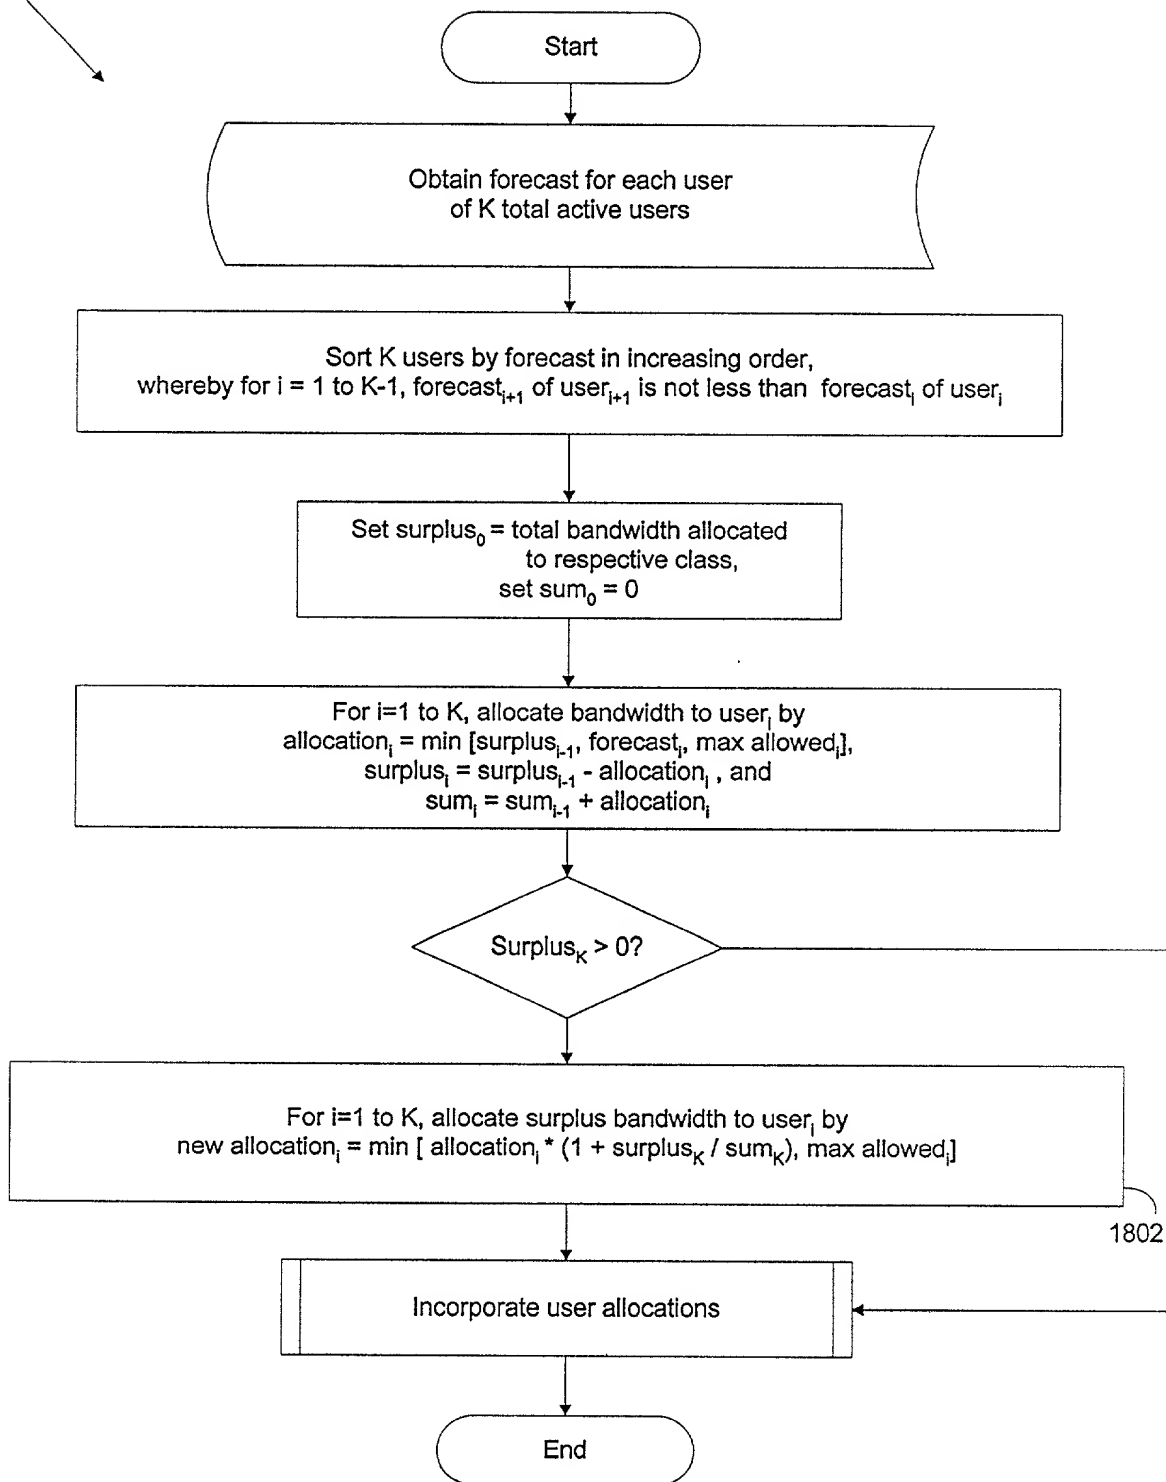 Start
Obtain forecast for each user
of K total active users
Sort K users by forecast in increasing order,
whereby for i = 1 to K-1, forecastᵢ₊₁ of userᵢ₊₁ is not less than forecastᵢ of userᵢ
Set surplus₀ = total bandwidth allocated
to respective class,
set sum₀ = 0
For i=1 to K, allocate bandwidth to userᵢ by
allocationᵢ = min [surplusᵢ₋₁, forecastᵢ, max allowedᵢ],
surplusᵢ = surplusᵢ₋₁ - allocationᵢ , and
sumᵢ = sumᵢ₋₁ + allocationᵢ
Surplus_K > 0?
For i=1 to K, allocate surplus bandwidth to userᵢ by
new allocationᵢ = min [ allocationᵢ * (1 + surplus_K / sum_K), max allowedᵢ]
1802
Incorporate user allocations
End